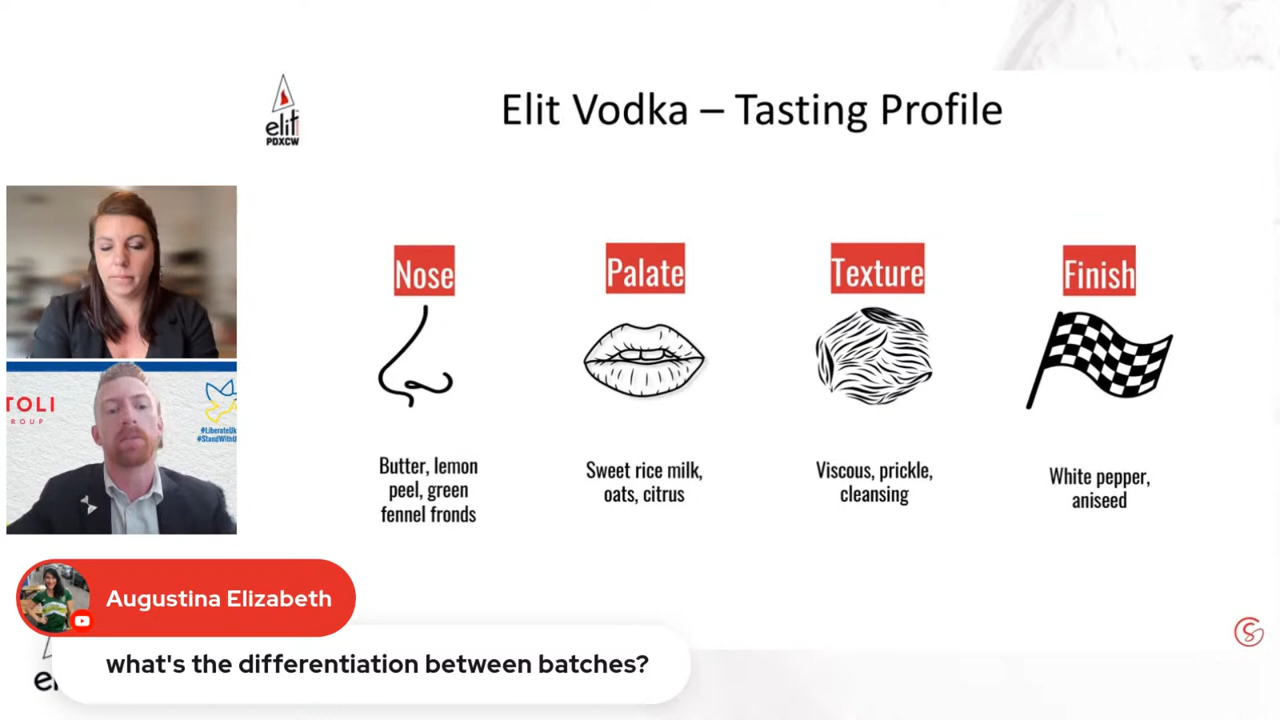 elit
PDXCW
Elit Vodka – Tasting Profile
Nose
Palate
Texture
Finish
Butter, lemon
peel, green
fennel fronds
Sweet rice milk,
oats, citrus
Viscous, prickle,
cleansing
White pepper,
aniseed
TOLI
ROUP
#LiberateUk
#StandWithU
Augustina Elizabeth
what's the differentiation between batches?